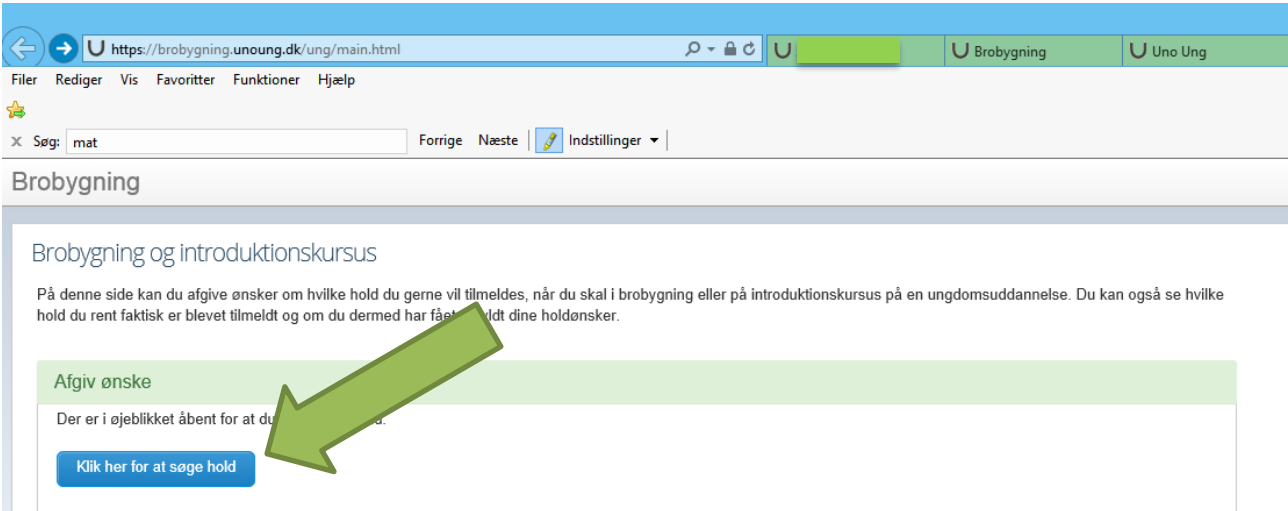 https://brobygning.unoung.dk/ung/main.html
Brobygning
Uno Ung
Filer Rediger Vis Favoritter Funktioner Hjælp
x Søg: mat Forrige Næste Indstillinger
Brobygning
Brobygning og introduktionskursus
På denne side kan du afgive ønsker om hvilke hold du gerne vil tilmeldes, når du skal i brobygning eller på introduktionskursus på en ungdomsuddannelse. Du kan også se hvilke
hold du rent faktisk er blevet tilmeldt og om du dermed har fået dine holdønsker.
Afgiv ønske
Der er i øjeblikket åbent for at du
Klik her for at søge hold